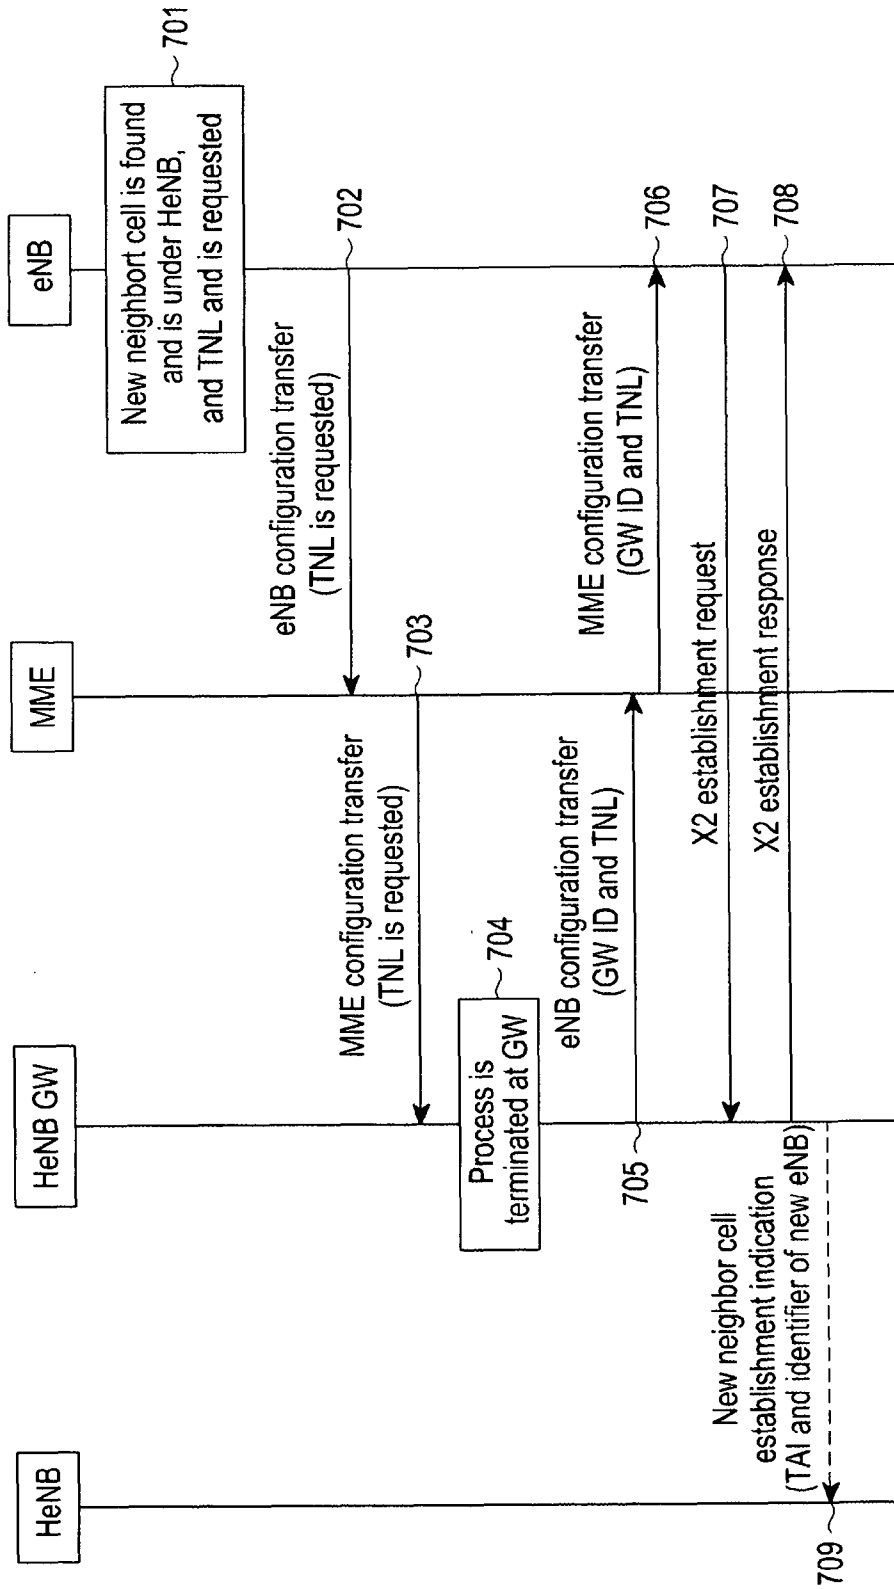 HeNB
HeNB GW
MME
eNB
New neighbort cell is found
and is under HeNB,
and TNL and is requested
701
eNB configuration transfer
(TNL is requested)
702
MME configuration transfer
(TNL is requested)
703
Process is
terminated at GW
704
eNB configuration transfer
(GW ID and TNL)
705
MME configuration transfer
(GW ID and TNL)
706
X2 establishment request
707
X2 establishment response
708
New neighbor cell
establishment indication
(TAI and identifier of new eNB)
709